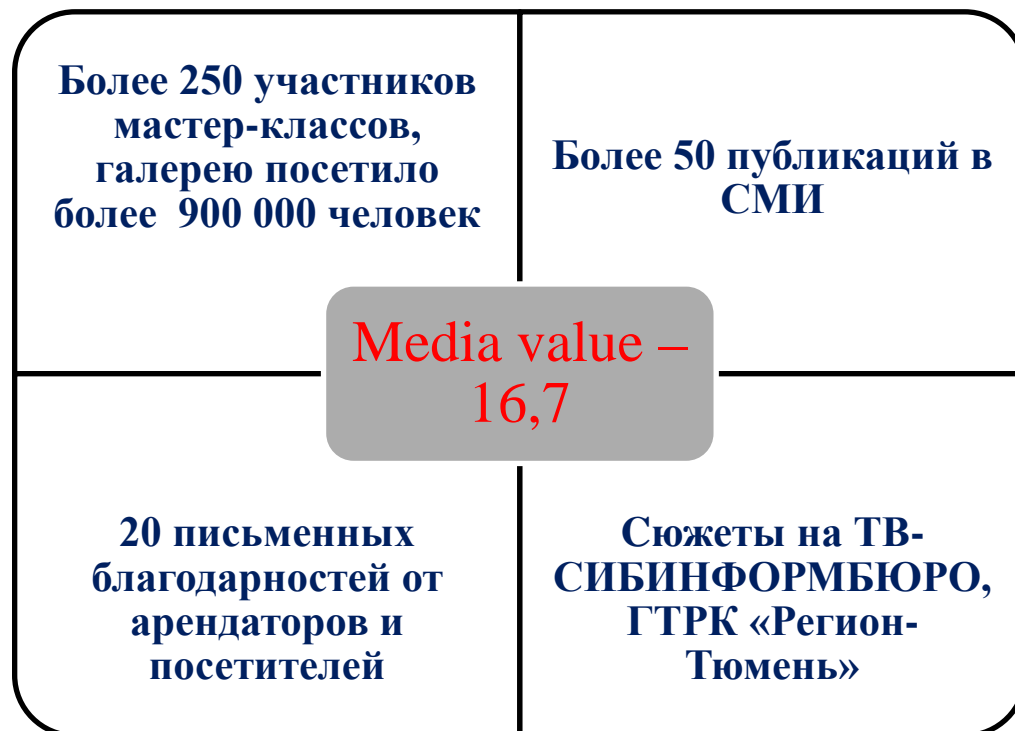 Более 250 участников
мастер-классов,
галерею посетило
более 900 000 человек
Более 50 публикаций в
СМИ
Media value –
16,7
20 письменных
благодарностей от
арендаторов и
посетителей
Сюжеты на ТВ-
СИБИНФОРМБЮРО,
ГТРК «Регион-
Тюмень»